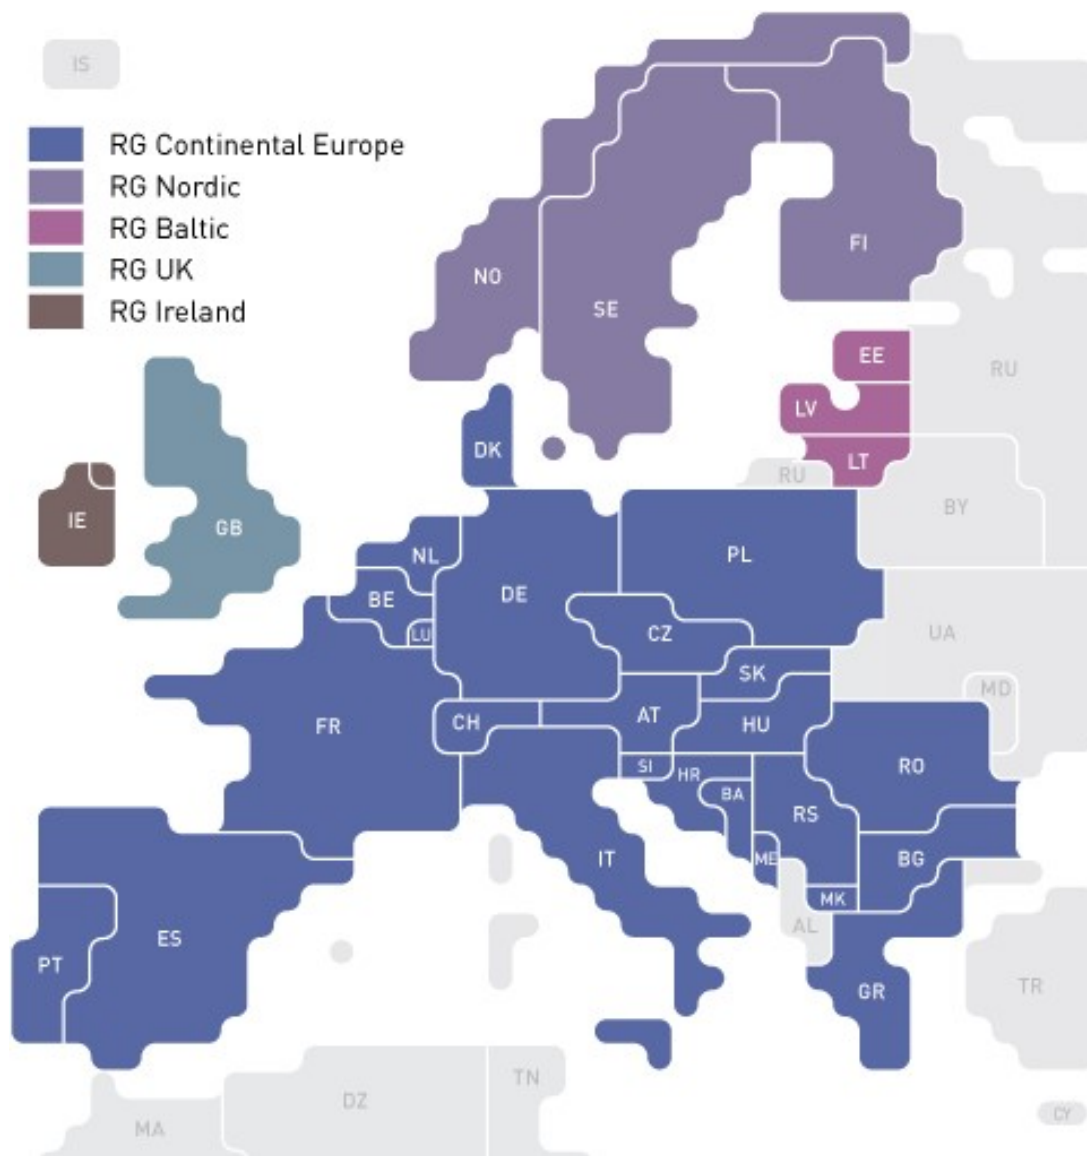 IS
RG Continental Europe
RG Nordic
RG Baltic
RG UK
RG Ireland
NO
SE
FI
EE
RU
LV
LT
RU
DK
BY
IE
GB
NL
PL
DE
BE
LU
CZ
UA
SK
MD
FR
CH
AT
HU
SI
HR
RO
BA
RS
IT
ME
BG
MK
AL
ES
PT
GR
TR
TN
DZ
MA
CY